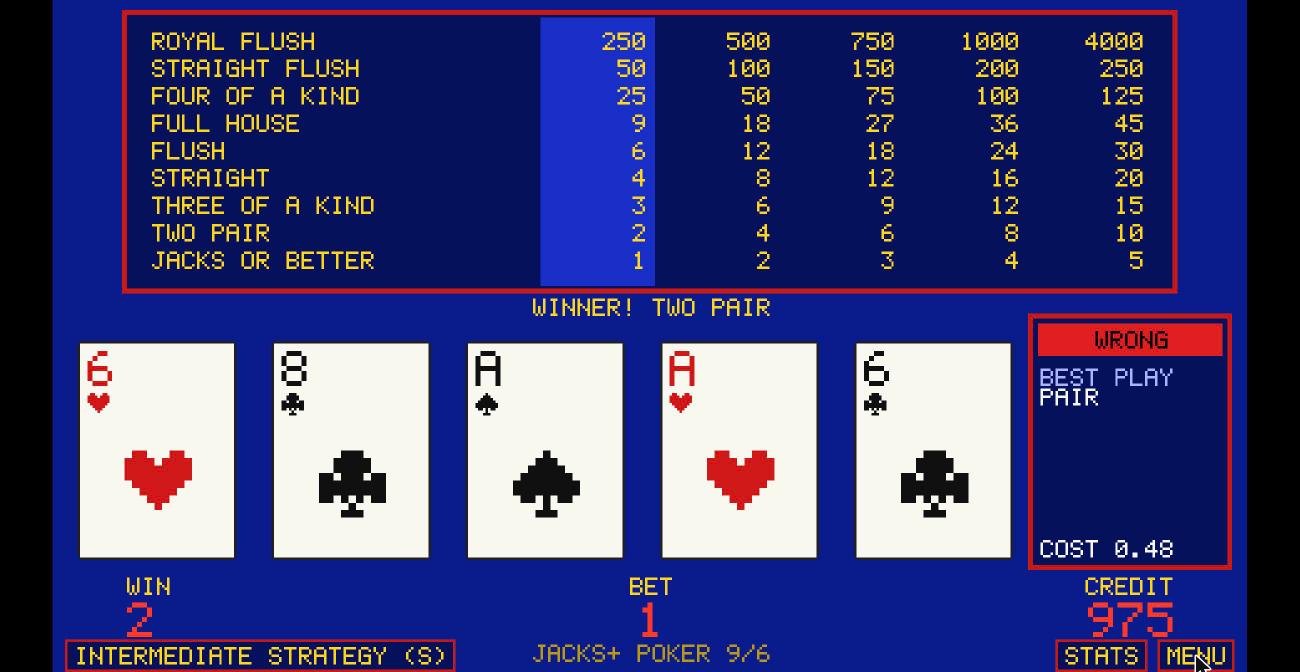 ROYAL FLUSH 250 500 750 1000 4000
STRAIGHT FLUSH 50 100 150 200 250
FOUR OF A KIND 25 50 75 100 125
FULL HOUSE 9 18 27 36 45
FLUSH 6 12 18 24 30
STRAIGHT 4 8 12 16 20
THREE OF A KIND 3 6 9 12 15
TWO PAIR 2 4 6 8 10
JACKS OR BETTER 1 2 3 4 5
WINNER! TWO PAIR
6 8 A A 6
WRONG
BEST PLAY
PAIR
COST 0.48
WIN BET CREDIT
2 1 975
INTERMEDIATE STRATEGY (S) JACKS+ POKER 9/6 STATS MENU